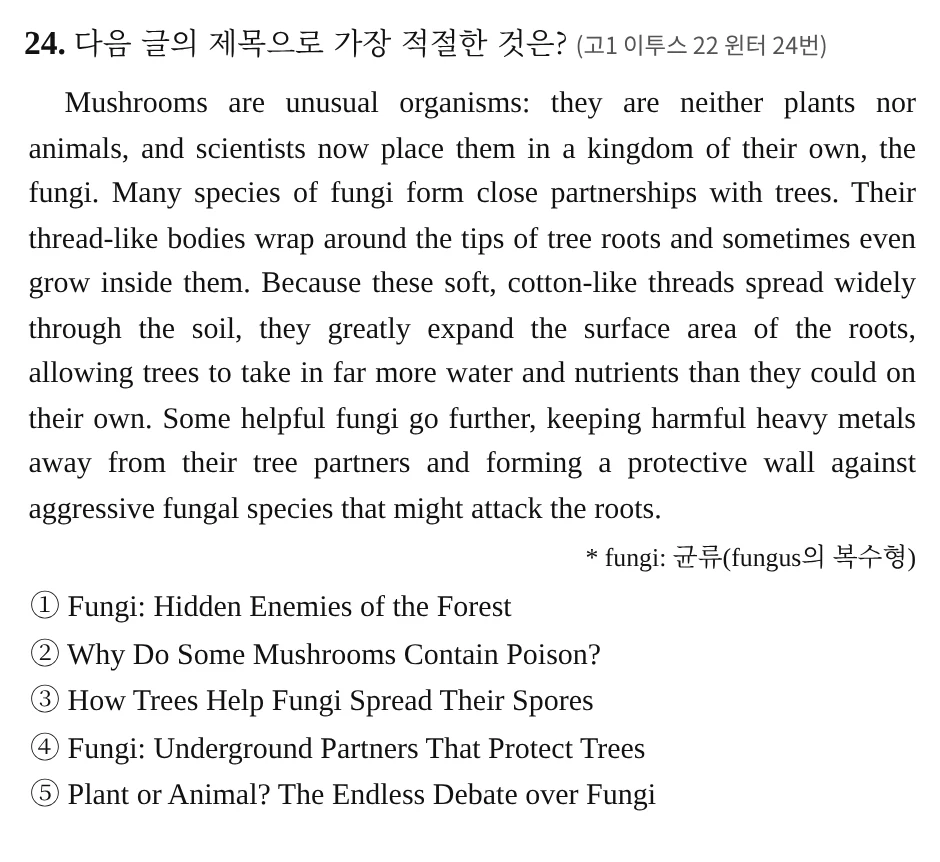 24. 다음 글의 제목으로 가장 적절한 것은? (고1 이투스 22 윈터 24번)
Mushrooms are unusual organisms: they are neither plants nor
animals, and scientists now place them in a kingdom of their own, the
fungi. Many species of fungi form close partnerships with trees. Their
thread-like bodies wrap around the tips of tree roots and sometimes even
grow inside them. Because these soft, cotton-like threads spread widely
through the soil, they greatly expand the surface area of the roots,
allowing trees to take in far more water and nutrients than they could on
their own. Some helpful fungi go further, keeping harmful heavy metals
away from their tree partners and forming a protective wall against
aggressive fungal species that might attack the roots.
* fungi: 균류(fungus의 복수형)
① Fungi: Hidden Enemies of the Forest
② Why Do Some Mushrooms Contain Poison?
③ How Trees Help Fungi Spread Their Spores
④ Fungi: Underground Partners That Protect Trees
⑤ Plant or Animal? The Endless Debate over Fungi